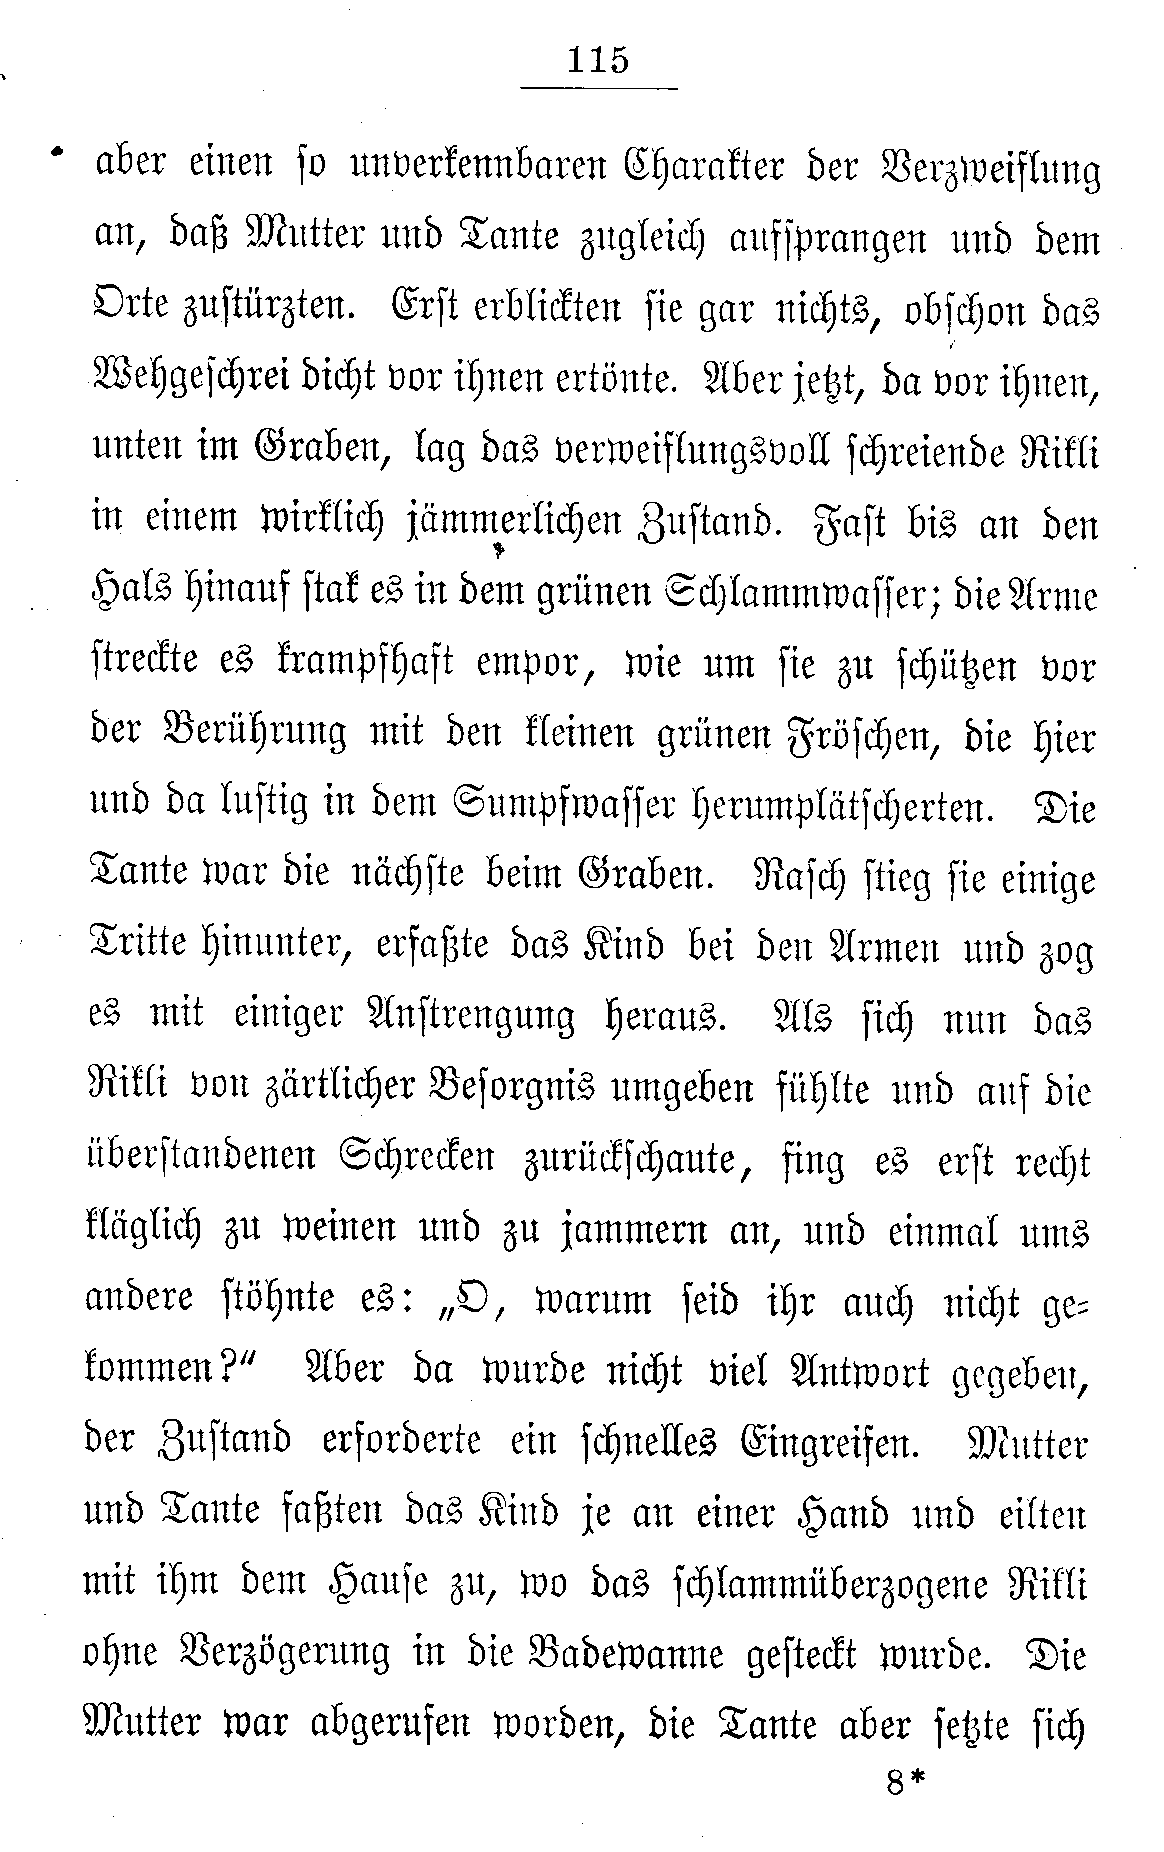 115
aber einen so unverkennbaren Charakter der Verzweiflung
an, daß Mutter und Tante zugleich aufsprangen und dem
Orte zustürzten. Erst erblickten sie gar nichts, obschon das
Wehgeschrei dicht vor ihnen ertönte. Aber jetzt, da vor ihnen,
unten im Graben, lag das verweiflungsvoll schreiende Rikli
in einem wirklich jämmerlichen Zustand. Fast bis an den
Hals hinauf stak es in dem grünen Schlammwasser; die Arme
streckte es krampfhaft empor, wie um sie zu schützen vor
der Berührung mit den kleinen grünen Fröschen, die hier
und da lustig in dem Sumpfwasser herumplätscherten. Die
Tante war die nächste beim Graben. Rasch stieg sie einige
Tritte hinunter, erfaßte das Kind bei den Armen und zog
es mit einiger Anstrengung heraus. Als sich nun das
Rikli von zärtlicher Besorgnis umgeben fühlte und auf die
überstandenen Schrecken zurückschaute, fing es erst recht
kläglich zu weinen und zu jammern an, und einmal ums
andere stöhnte es: „O, warum seid ihr auch nicht ge-
kommen?“ Aber da wurde nicht viel Antwort gegeben,
der Zustand erforderte ein schnelles Eingreifen. Mutter
und Tante faßten das Kind je an einer Hand und eilten
mit ihm dem Hause zu, wo das schlammüberzogene Rikli
ohne Verzögerung in die Badewanne gesteckt wurde. Die
Mutter war abgerufen worden, die Tante aber setzte sich
8*